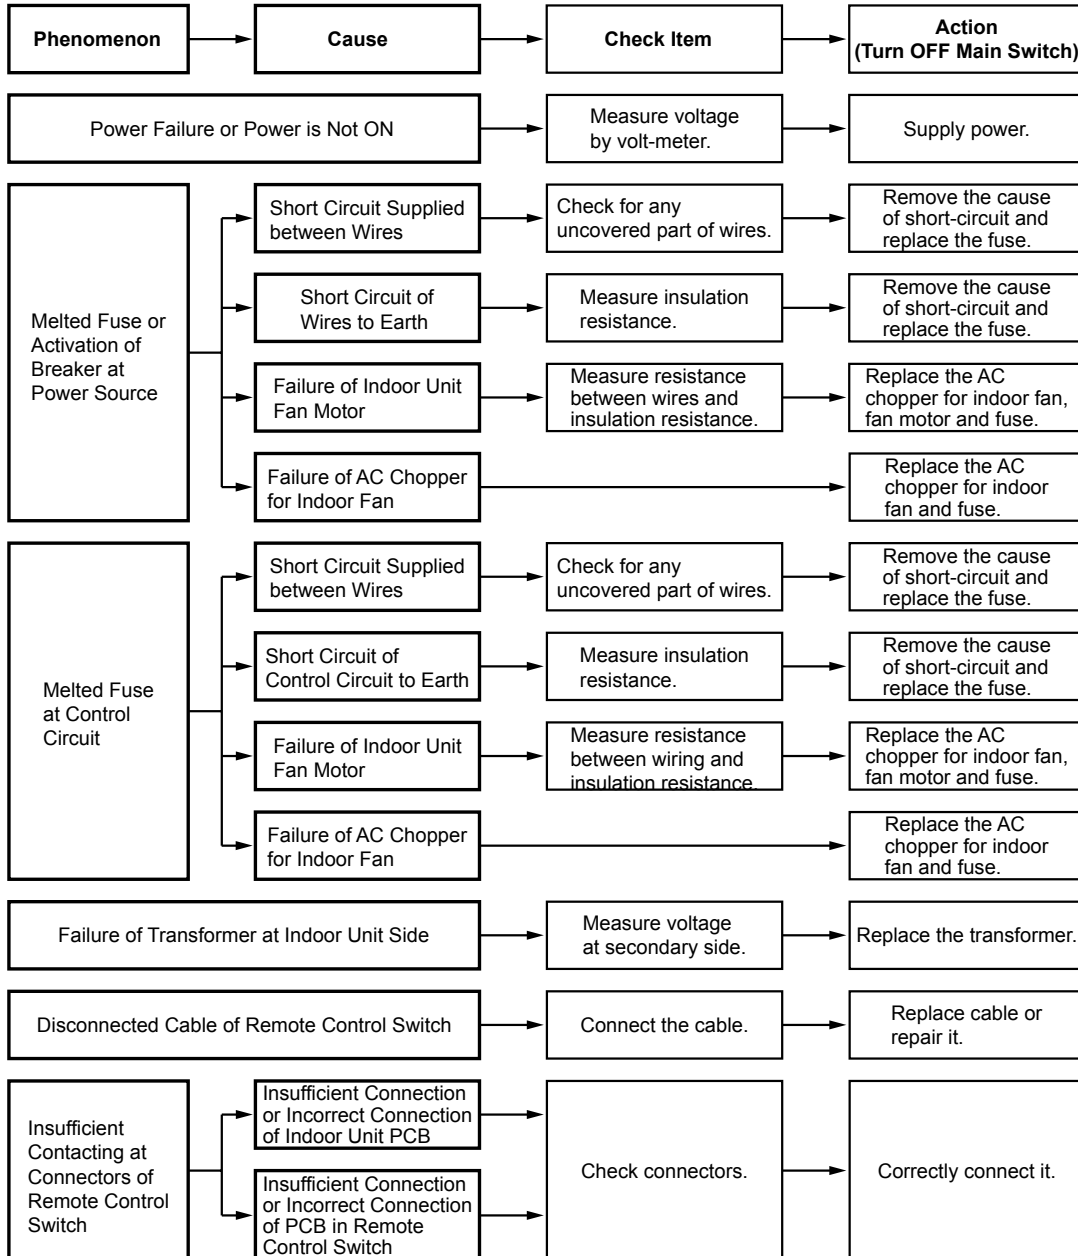 Phenomenon
Cause
Check Item
Action
(Turn OFF Main Switch)
Power Failure or Power is Not ON
Measure voltage
by volt-meter.
Supply power.
Melted Fuse or
Activation of
Breaker at
Power Source
Short Circuit Supplied
between Wires
Check for any
uncovered part of wires.
Remove the cause
of short-circuit and
replace the fuse.
Short Circuit of
Wires to Earth
Measure insulation
resistance.
Remove the cause
of short-circuit and
replace the fuse.
Failure of Indoor Unit
Fan Motor
Measure resistance
between wires and
insulation resistance.
Replace the AC
chopper for indoor fan,
fan motor and fuse.
Failure of AC Chopper
for Indoor Fan
Replace the AC
chopper for indoor
fan and fuse.
Melted Fuse
at Control
Circuit
Short Circuit Supplied
between Wires
Check for any
uncovered part of wires.
Remove the cause
of short-circuit and
replace the fuse.
Short Circuit of
Control Circuit to Earth
Measure insulation
resistance.
Remove the cause
of short-circuit and
replace the fuse.
Failure of Indoor Unit
Fan Motor
Measure resistance
between wiring and
insulation resistance.
Replace the AC
chopper for indoor fan,
fan motor and fuse.
Failure of AC Chopper
for Indoor Fan
Replace the AC
chopper for indoor
fan and fuse.
Failure of Transformer at Indoor Unit Side
Measure voltage
at secondary side.
Replace the transformer.
Disconnected Cable of Remote Control Switch
Connect the cable.
Replace cable or
repair it.
Insufficient
Contacting at
Connectors of
Remote Control
Switch
Insufficient Connection
or Incorrect Connection
of Indoor Unit PCB
Insufficient Connection
or Incorrect Connection
of PCB in Remote
Control Switch
Check connectors.
Correctly connect it.